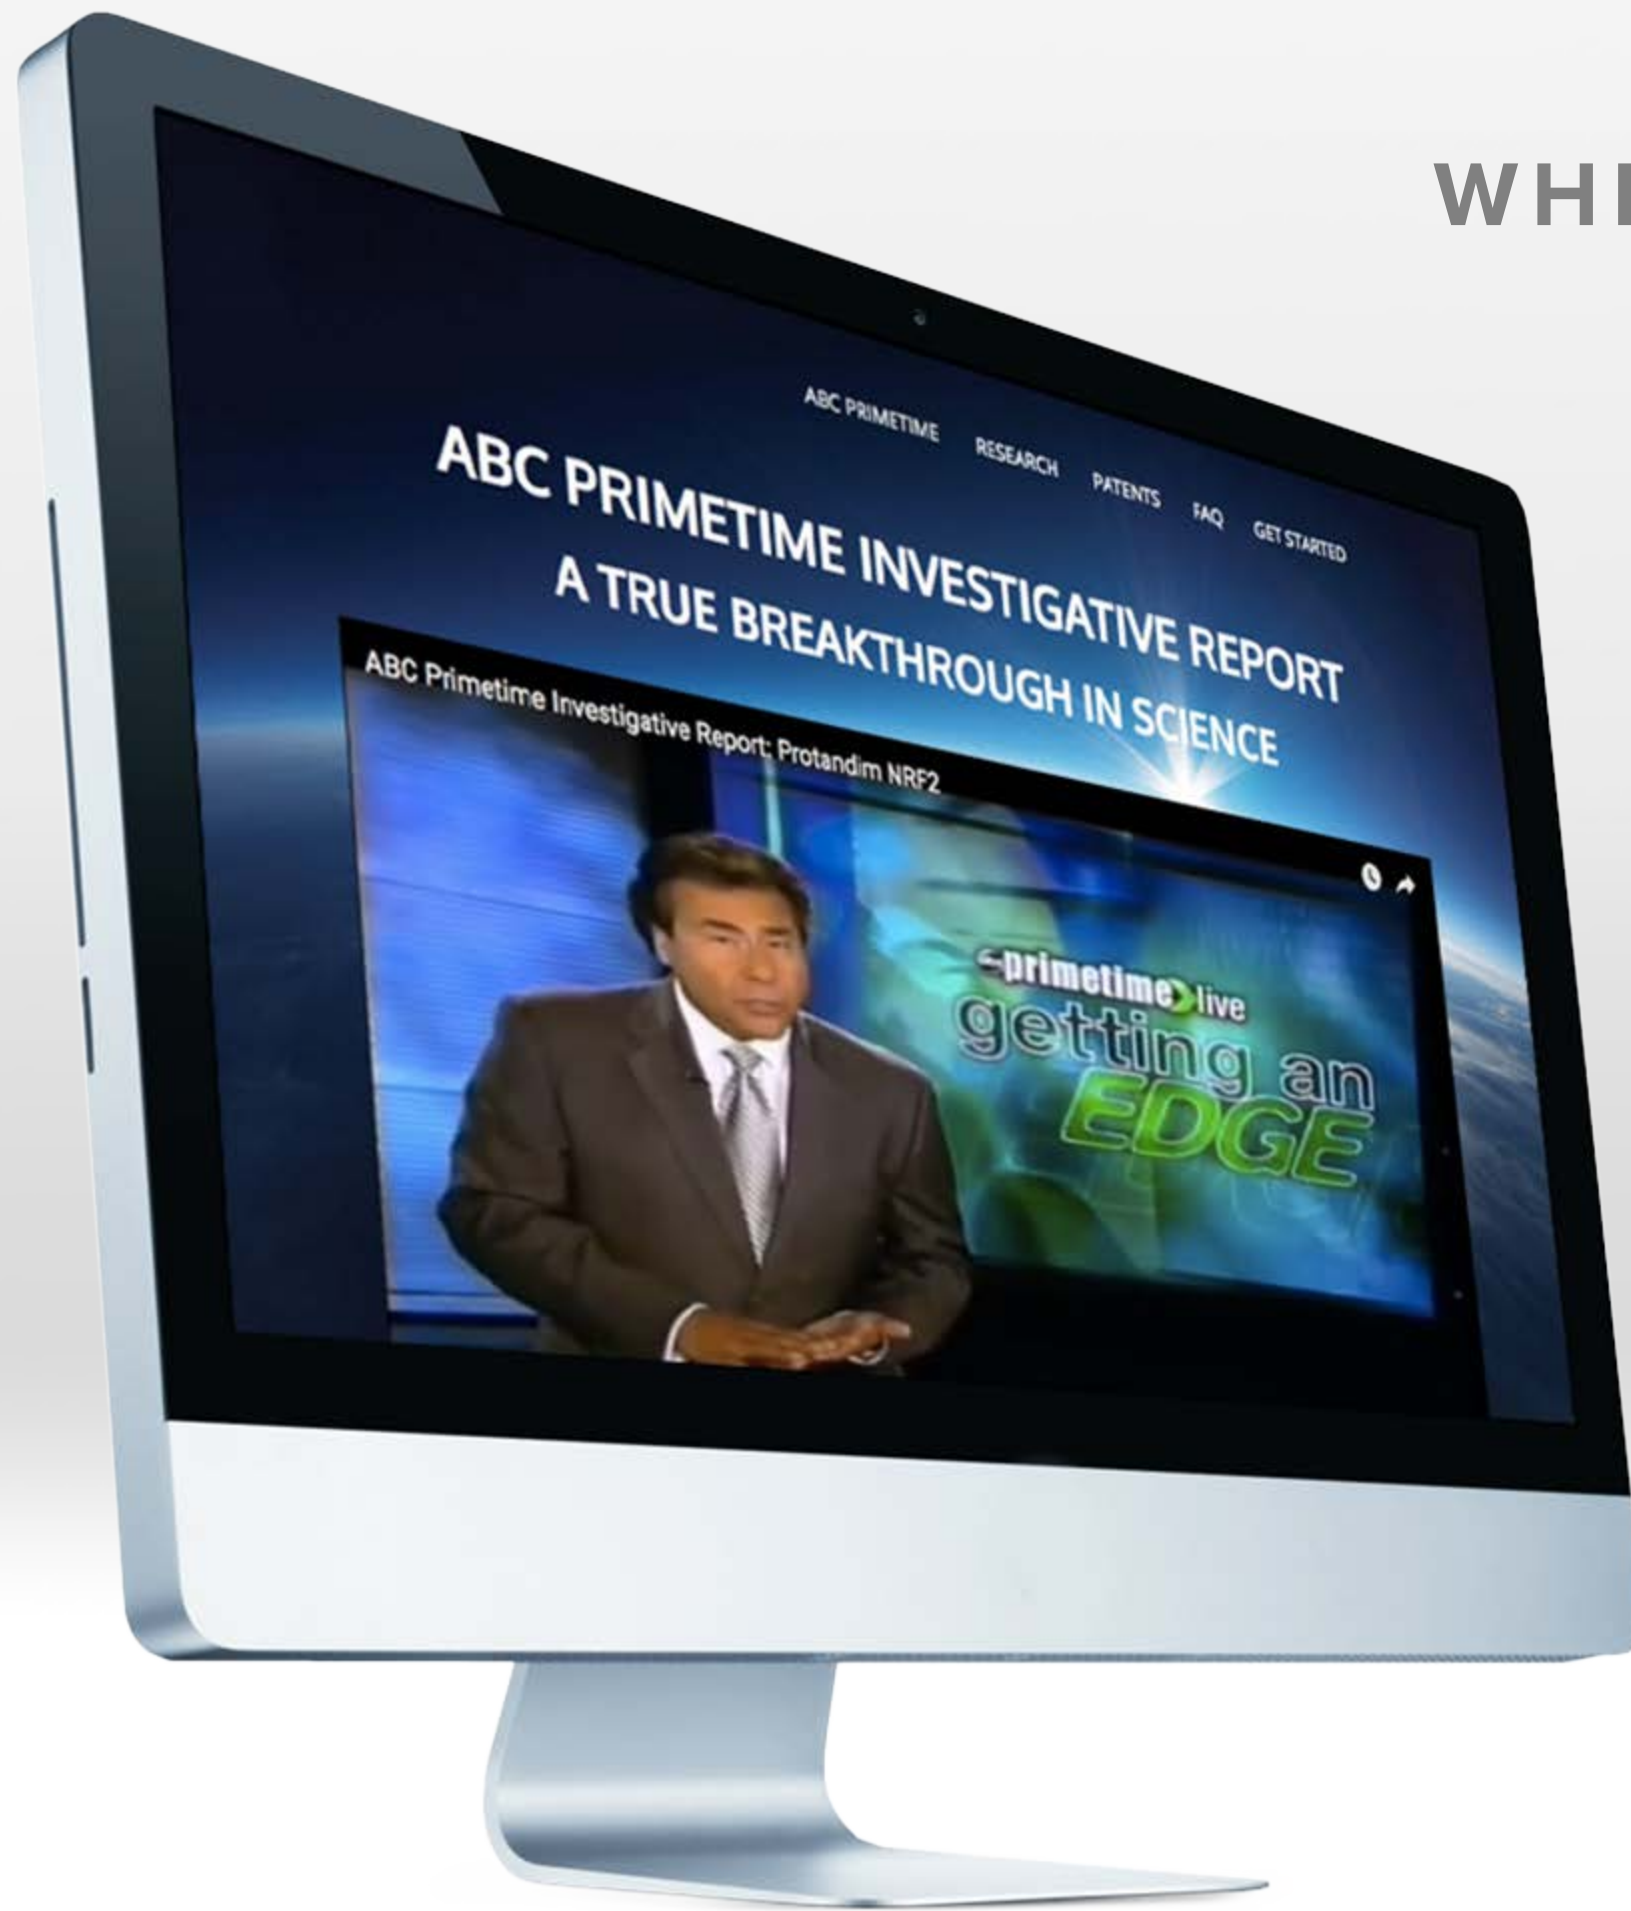 WHI
ABC PRIMETIME RESEARCH PATENTS FAQ GET STARTED
ABC PRIMETIME INVESTIGATIVE REPORT
A TRUE BREAKTHROUGH IN SCIENCE
ABC Primetime Investigative Report: Protandim NRF2
primetime live
getting an
EDGE